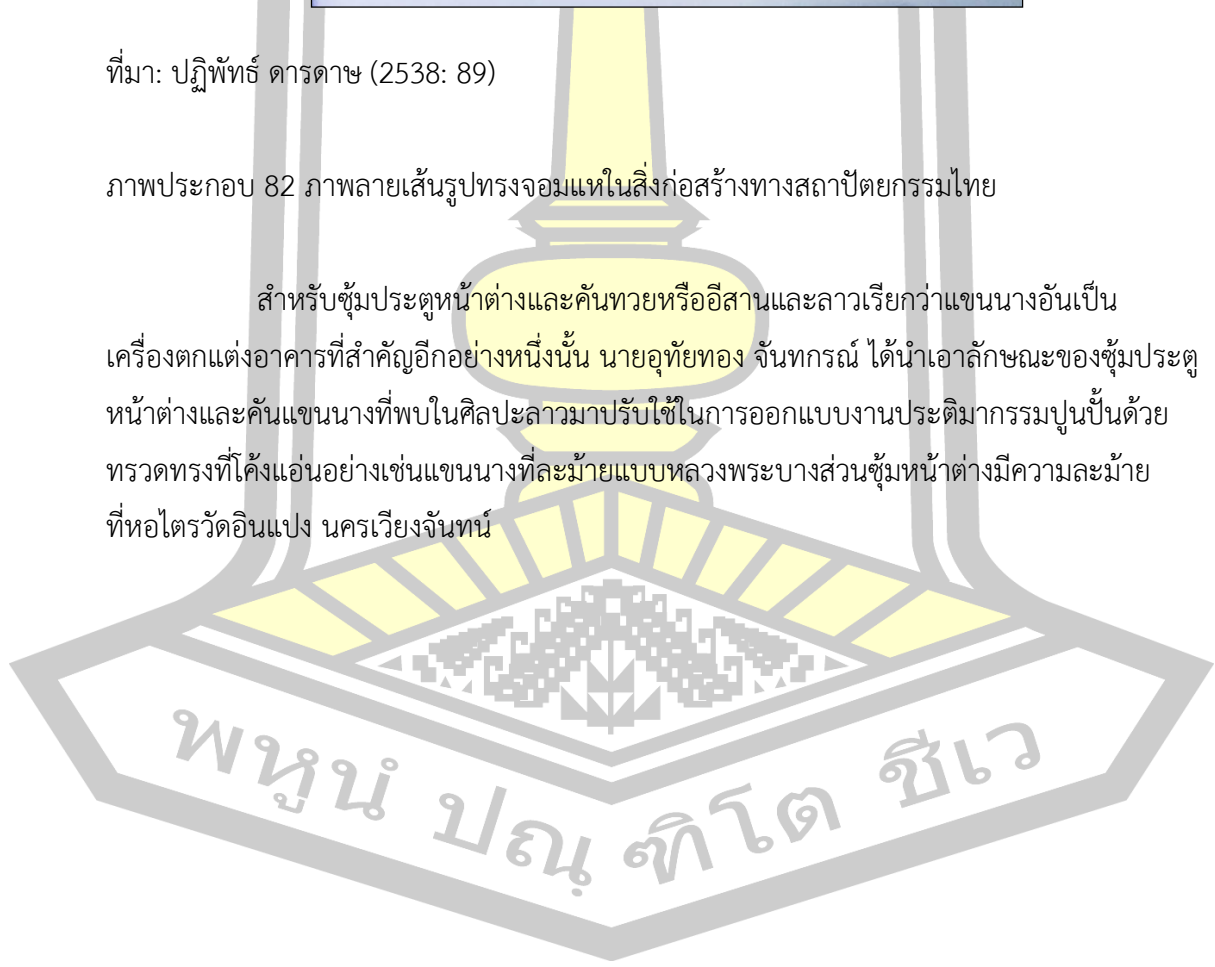 ที่มา: ปฏิพัทธ์ ดารดาษ (2538: 89)
ภาพประกอบ 82 ภาพลายเส้นรูปทรงจอมแหในสิ่งก่อสร้างทางสถาปัตยกรรมไทย
สำหรับซุ้มประตูหน้าต่างและคันทวยหรืออีสานและลาวเรียกว่าแขนนางอันเป็น
เครื่องตกแต่งอาคารที่สำคัญอีกอย่างหนึ่งนั้น นายอุทัยทอง จันทกรณ์ ได้นำเอาลักษณะของซุ้มประตู
หน้าต่างและคันแขนนางที่พบในศิลปะลาวมาปรับใช้ในการออกแบบงานประติมากรรมปูนปั้นด้วย
ทรวดทรงที่โค้งแอ่นอย่างเช่นแขนนางที่ละม้ายแบบหลวงพระบางส่วนซุ้มหน้าต่างมีความละม้าย
ที่หอไตรวัดอินแปง นครเวียงจันทน์
พหูนํ ปณฺฑิโต ชีเว